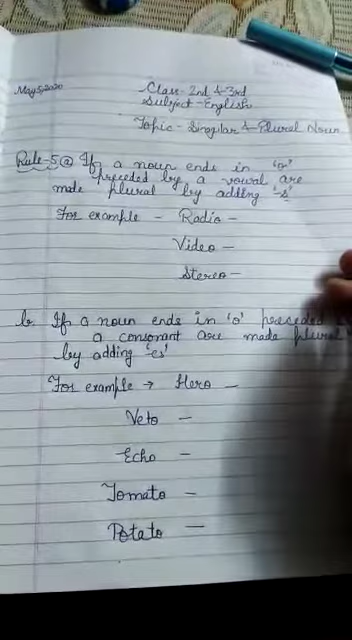 May 5, 2020
Class - 2nd & 3rd
Subject - English
Topic - Singular & Plural Noun
Rule-5 @ If a noun ends in 'o'
preceded by a vowal are
made plural by adding '-s'
For example - Radio -
Video -
Stereo -
b. If a noun ends in 'o' preceded
a consonant are made plural
by adding '-es'
For example → Hero -
Veto -
Echo -
Tomato -
Potato -